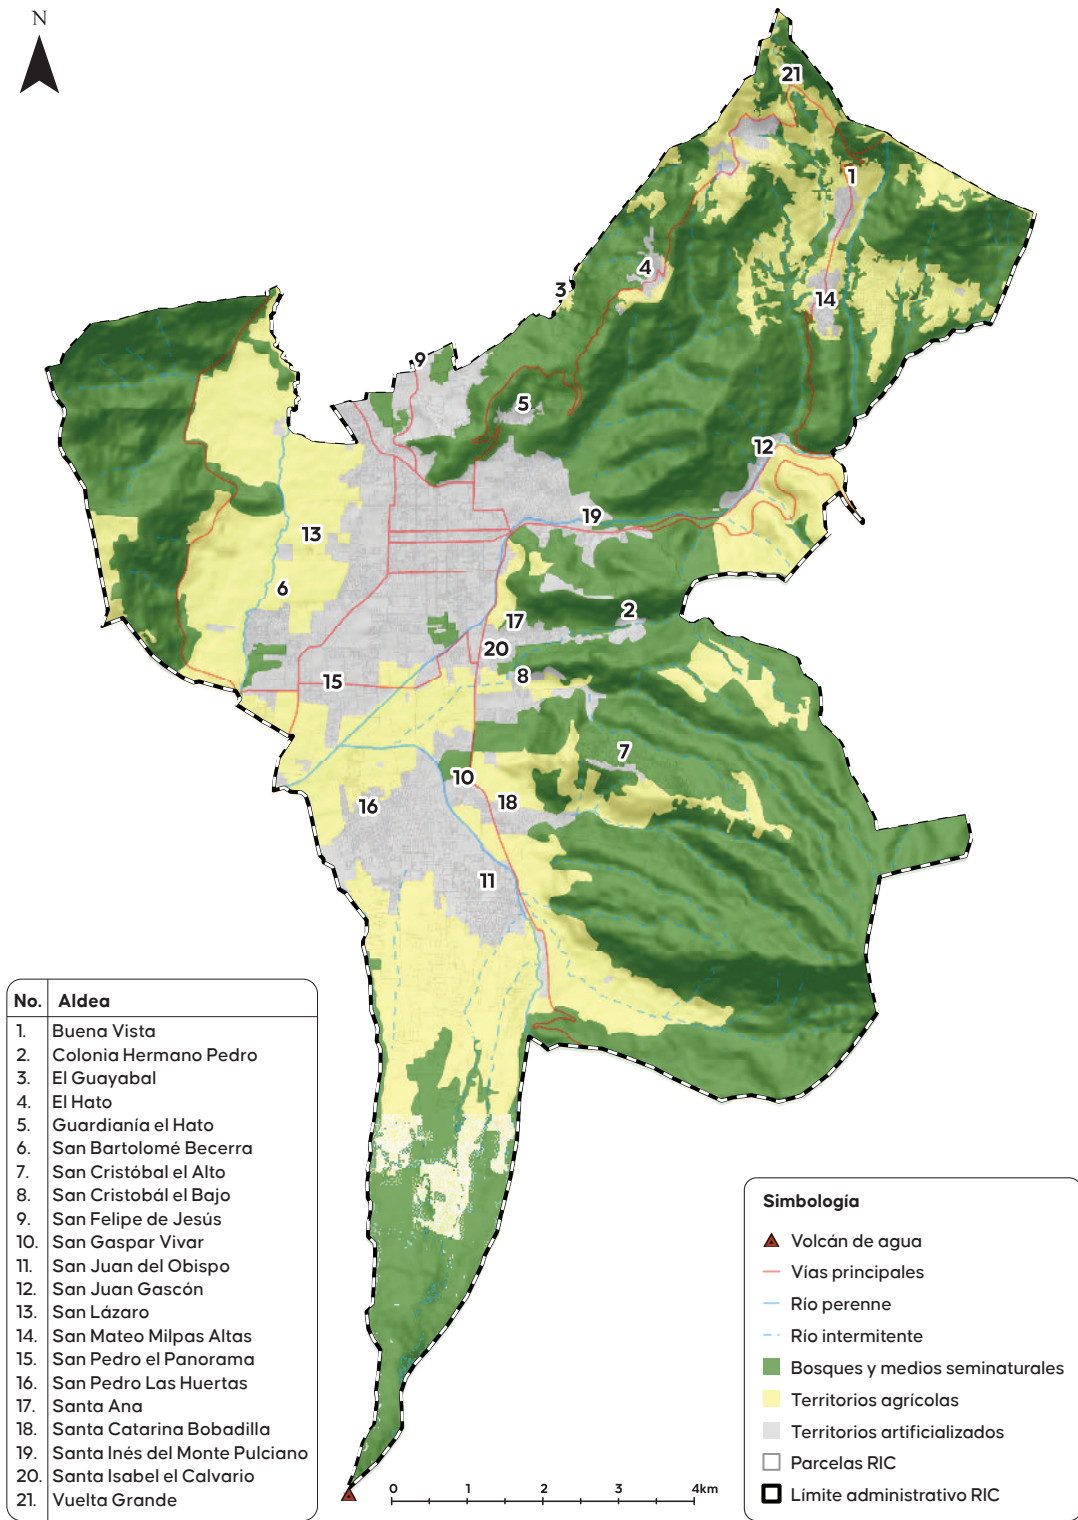 N
21
1
4
3
14
9
5
12
19
13
6
2
17
20
8
15
7
10
18
16
11
No. Aldea
1. Buena Vista
2. Colonia Hermano Pedro
3. El Guayabal
4. El Hato
5. Guardianía el Hato
6. San Bartolomé Becerra
7. San Cristóbal el Alto
8. San Cristobál el Bajo
9. San Felipe de Jesús
10. San Gaspar Vivar
11. San Juan del Obispo
12. San Juan Gascón
13. San Lázaro
14. San Mateo Milpas Altas
15. San Pedro el Panorama
16. San Pedro Las Huertas
17. Santa Ana
18. Santa Catarina Bobadilla
19. Santa Inés del Monte Pulciano
20. Santa Isabel el Calvario
21. Vuelta Grande
0 1 2 3 4km
Simbología
Volcán de agua
Vías principales
Río perenne
Río intermitente
Bosques y medios seminaturales
Territorios agrícolas
Territorios artificializados
Parcelas RIC
Límite administrativo RIC